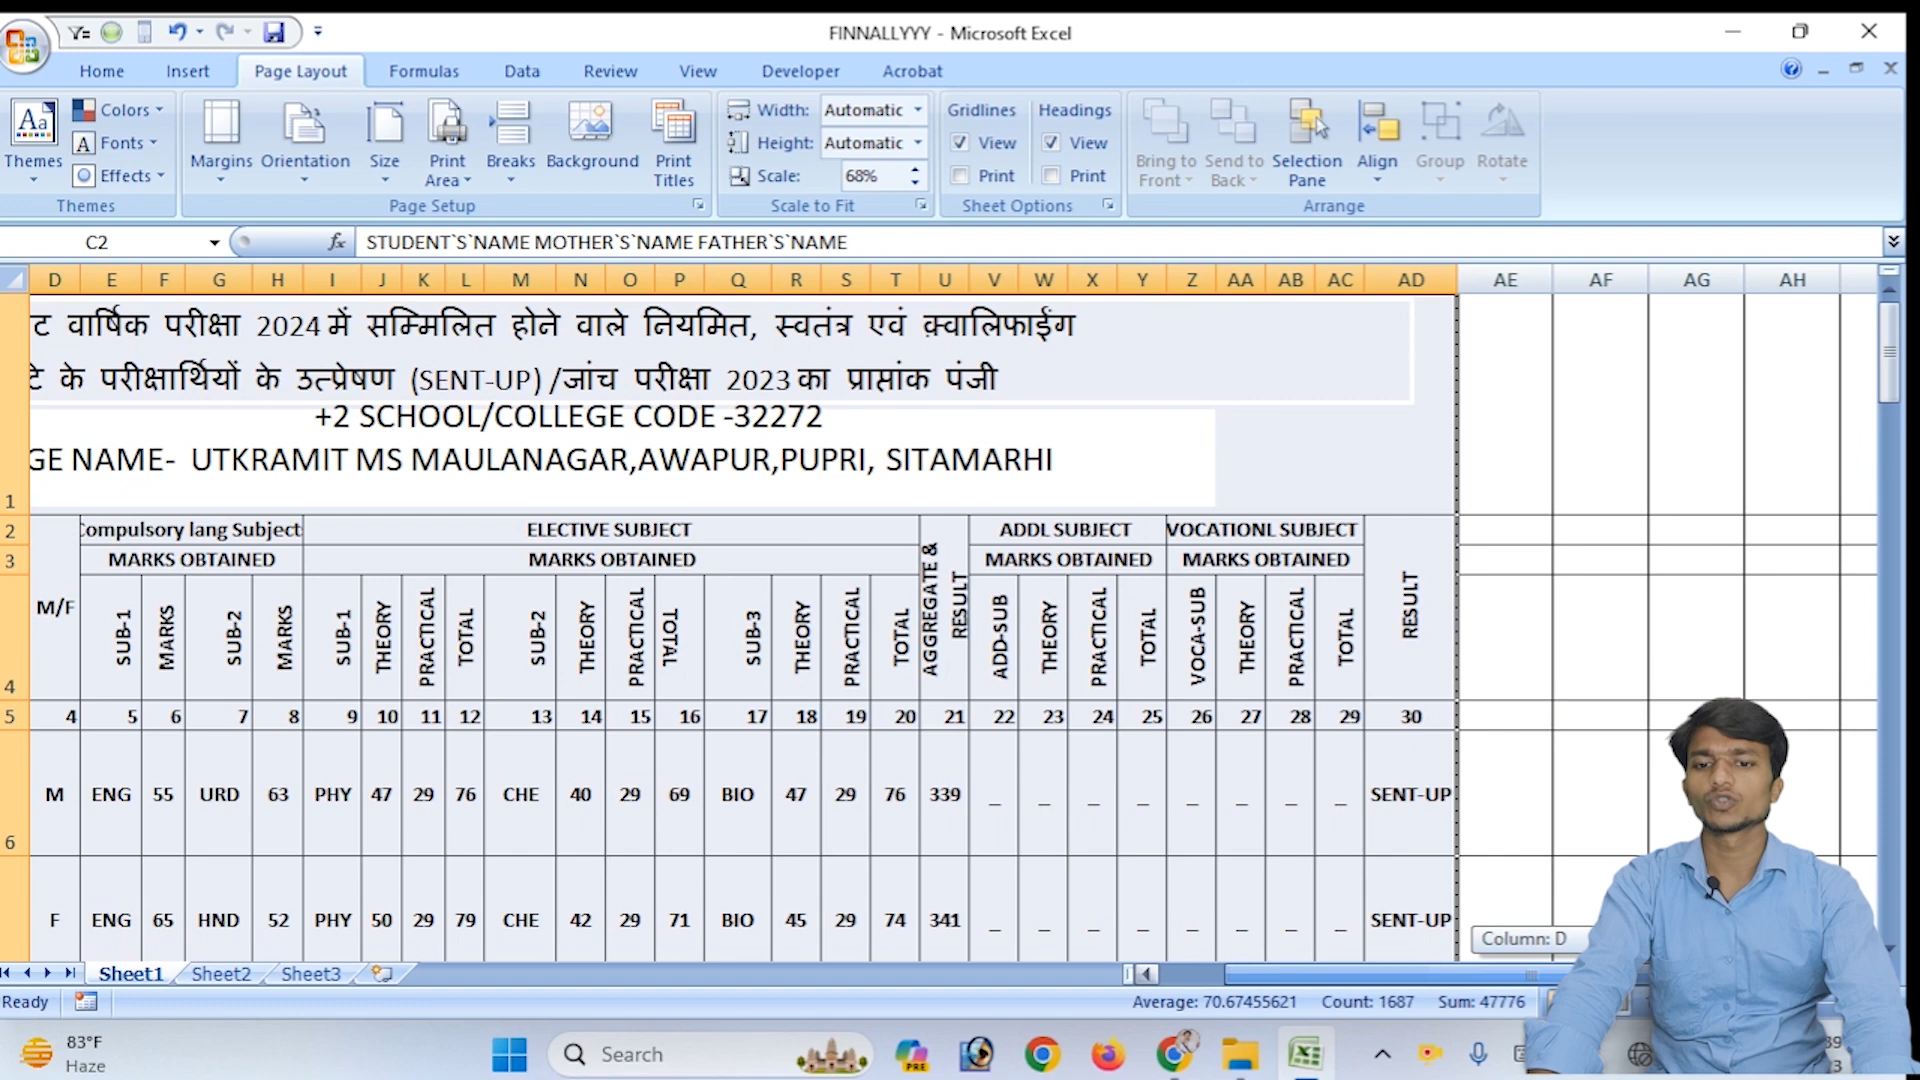 FINNALLYYY - Microsoft Excel
Home Insert Page Layout Formulas Data Review View Developer Acrobat
Aa Themes Colors Fonts Effects Themes
Margins Orientation Size Print Area Breaks Background Print Titles Page Setup
Width: Automatic Height: Automatic Scale: 68% Scale to Fit
Gridlines View Print Headings View Print Sheet Options
Bring to Front Send to Back Selection Pane Align Group Rotate Arrange
C2 fx STUDENT`S`NAME MOTHER`S`NAME FATHER`S`NAME
D E F G H I J K L M N O P Q R S T U V W X Y Z AA AB AC AD AE AF AG AH
ट वार्षिक परीक्षा 2024 में सम्मिलित होने वाले नियमित, स्वतंत्र एवं क़्वालिफाईंग
टे के परीक्षार्थियों के उत्प्रेषण (SENT-UP) /जांच परीक्षा 2023 का प्राप्तांक पंजी
+2 SCHOOL/COLLEGE CODE -32272
GE NAME- UTKRAMIT MS MAULANAGAR,AWAPUR,PUPRI, SITAMARHI
1
2 Compulsory lang Subject ELECTIVE SUBJECT ADDL SUBJECT VOCATIONL SUBJECT
3 MARKS OBTAINED MARKS OBTAINED MARKS OBTAINED MARKS OBTAINED
4 M/F SUB-1 MARKS SUB-2 MARKS SUB-1 THEORY PRACTICAL TOTAL SUB-2 THEORY PRACTICAL TOTAL SUB-3 THEORY PRACTICAL TOTAL AGGREGATE & RESULT ADD-SUB THEORY PRACTICAL TOTAL VOCA-SUB THEORY PRACTICAL TOTAL RESULT
5 4 5 6 7 8 9 10 11 12 13 14 15 16 17 18 19 20 21 22 23 24 25 26 27 28 29 30
6 M ENG 55 URD 63 PHY 47 29 76 CHE 40 29 69 BIO 47 29 76 339 _ _ _ _ _ _ _ _ SENT-UP
F ENG 65 HND 52 PHY 50 29 79 CHE 42 29 71 BIO 45 29 74 341 _ _ _ _ _ _ _ _ SENT-UP
Column: D
Sheet1 Sheet2 Sheet3
Ready Average: 70.67455621 Count: 1687 Sum: 47776
83°F
Haze
Search
PRE